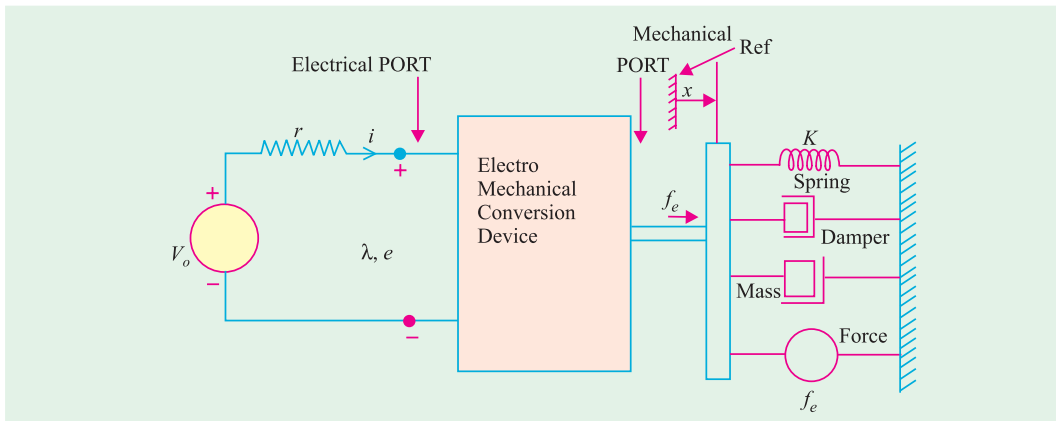 Mechanical
Ref
Electrical PORT
PORT
x
r
i
+
K
Spring
Electro
Mechanical
Conversion
Device
+
V_o
−
λ, e
f_e
Damper
Mass
Force
−
f_e